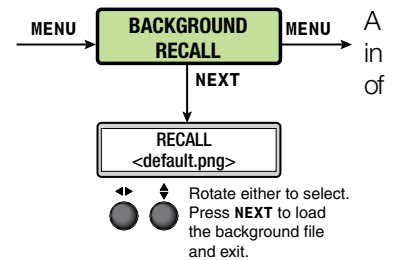 MENU
BACKGROUND
RECALL
MENU
A
in
of
NEXT
RECALL
<default.png>
Rotate either to select.
Press NEXT to load
the background file
and exit.